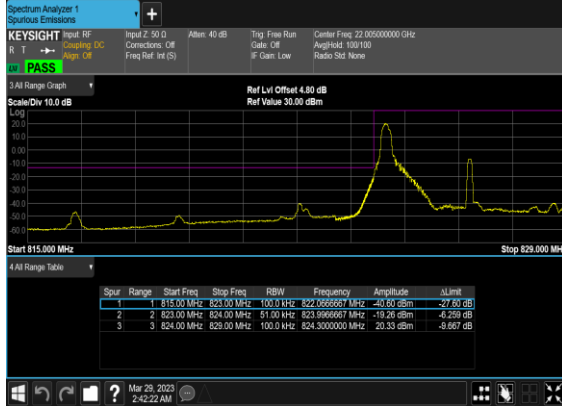 Spectrum Analyzer 1
Spurious Emissions
+
KEYSIGHT Input: RF Input Z: 50 Ω Atten: 40 dB Trig: Free Run Center Freq: 22.005000000 GHz
R T Coupling: DC Corrections: Off Gate: Off Avg|Hold: 100/100
Align: Off Freq Ref: Int (S) IF Gain: Low Radio Std: None
PASS
3 All Range Graph
Ref Lvl Offset 4.80 dB
Scale/Div 10.0 dB Ref Value 30.00 dBm
Log
20.0
10.0
0.00
-10.0
-20.0
-30.0
-40.0
-50.0
-60.0
Start 815.000 MHz Stop 829.000 MH
4 All Range Table
Spur Range Start Freq Stop Freq RBW Frequency Amplitude ΔLimit
1 1 815.00 MHz 823.00 MHz 100.0 kHz 822.0666667 MHz -40.60 dBm -27.60 dB
2 2 823.00 MHz 824.00 MHz 51.00 kHz 823.9966667 MHz -19.26 dBm -6.259 dB
3 3 824.00 MHz 829.00 MHz 100.0 kHz 824.3000000 MHz 20.33 dBm -9.667 dB
? Mar 29, 2023
2:42:22 AM